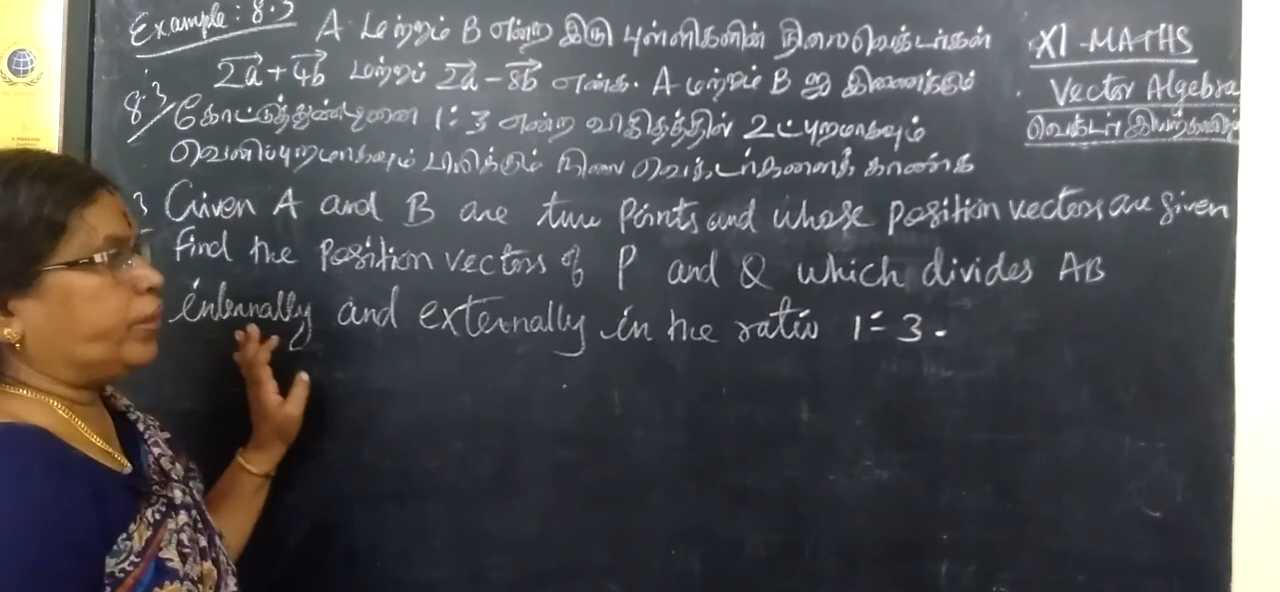 Example: 8.3
A மற்றும் B என்ற இரு புள்ளிகளின் நிலைவெக்டர்கள்
2a⃗ + 4b⃗ மற்றும் 2a⃗ - 8b⃗ என்க. A மற்றும் B ஐ இணைக்கும்
8.3 கோட்டுத்துண்டினை 1:3 என்ற விகிதத்தில் உட்புறமாகவும்
வெளிப்புறமாகவும் பிரிக்கும் நிலை வெக்டர்களைக் காண்க
3 Given A and B are two points and whose position vectors are given
find the position vectors of P and Q which divides AB
internally and externally in the ratio 1:3.
XI-MATHS
Vector Algebra
வெக்டர் இயற்கணிதம்